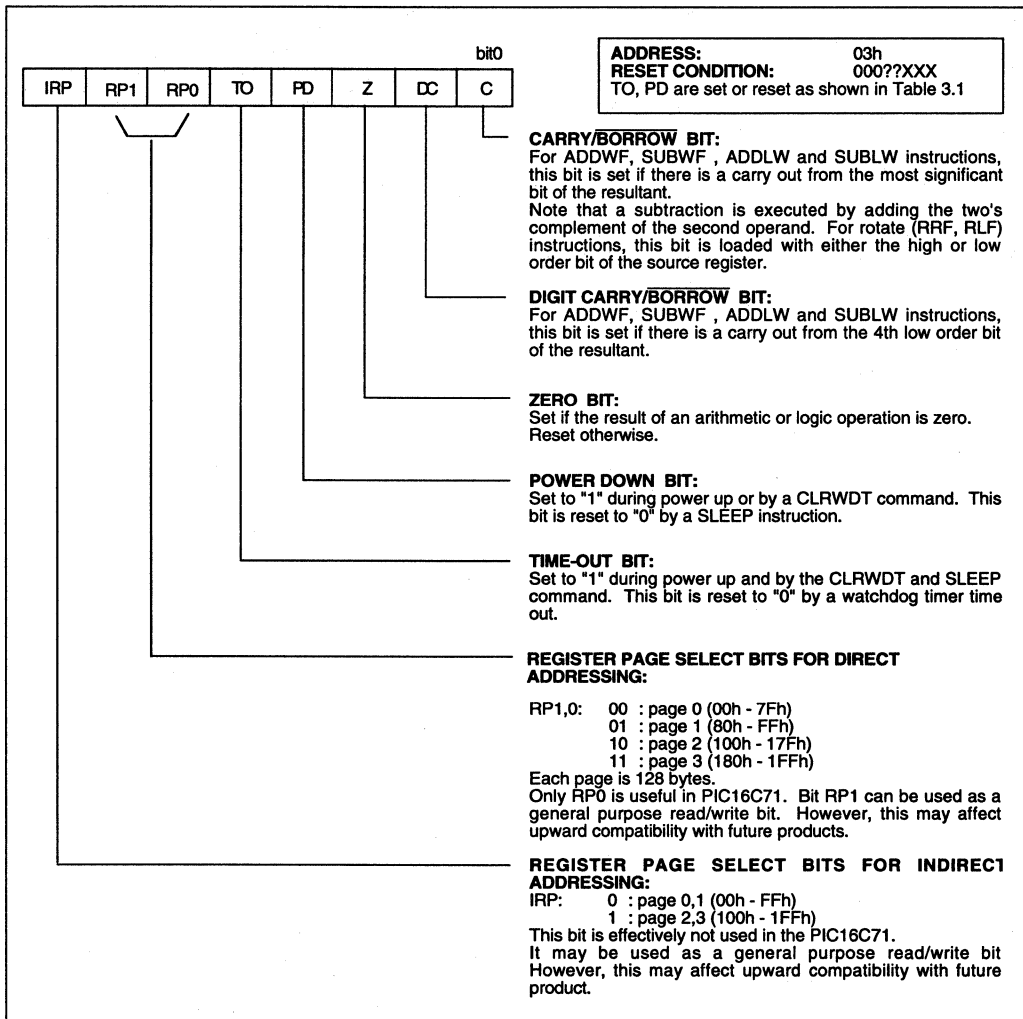 bit0
IRP RP1 RP0 TO PD Z DC C
ADDRESS: 03h
RESET CONDITION: 000??XXX
TO, PD are set or reset as shown in Table 3.1
CARRY/BORROW BIT:
For ADDWF, SUBWF , ADDLW and SUBLW instructions,
this bit is set if there is a carry out from the most significant
bit of the resultant.
Note that a subtraction is executed by adding the two's
complement of the second operand. For rotate (RRF, RLF)
instructions, this bit is loaded with either the high or low
order bit of the source register.
DIGIT CARRY/BORROW BIT:
For ADDWF, SUBWF , ADDLW and SUBLW instructions,
this bit is set if there is a carry out from the 4th low order bit
of the resultant.
ZERO BIT:
Set if the result of an arithmetic or logic operation is zero.
Reset otherwise.
POWER DOWN BIT:
Set to "1" during power up or by a CLRWDT command. This
bit is reset to "0" by a SLEEP instruction.
TIME-OUT BIT:
Set to "1" during power up and by the CLRWDT and SLEEP
command. This bit is reset to "0" by a watchdog timer time
out.
REGISTER PAGE SELECT BITS FOR DIRECT
ADDRESSING:
RP1,0: 00 : page 0 (00h - 7Fh)
01 : page 1 (80h - FFh)
10 : page 2 (100h - 17Fh)
11 : page 3 (180h - 1FFh)
Each page is 128 bytes.
Only RP0 is useful in PIC16C71. Bit RP1 can be used as a
general purpose read/write bit. However, this may affect
upward compatibility with future products.
REGISTER PAGE SELECT BITS FOR INDIRECT
ADDRESSING:
IRP: 0 : page 0,1 (00h - FFh)
1 : page 2,3 (100h - 1FFh)
This bit is effectively not used in the PIC16C71.
It may be used as a general purpose read/write bit
However, this may affect upward compatibility with future
product.